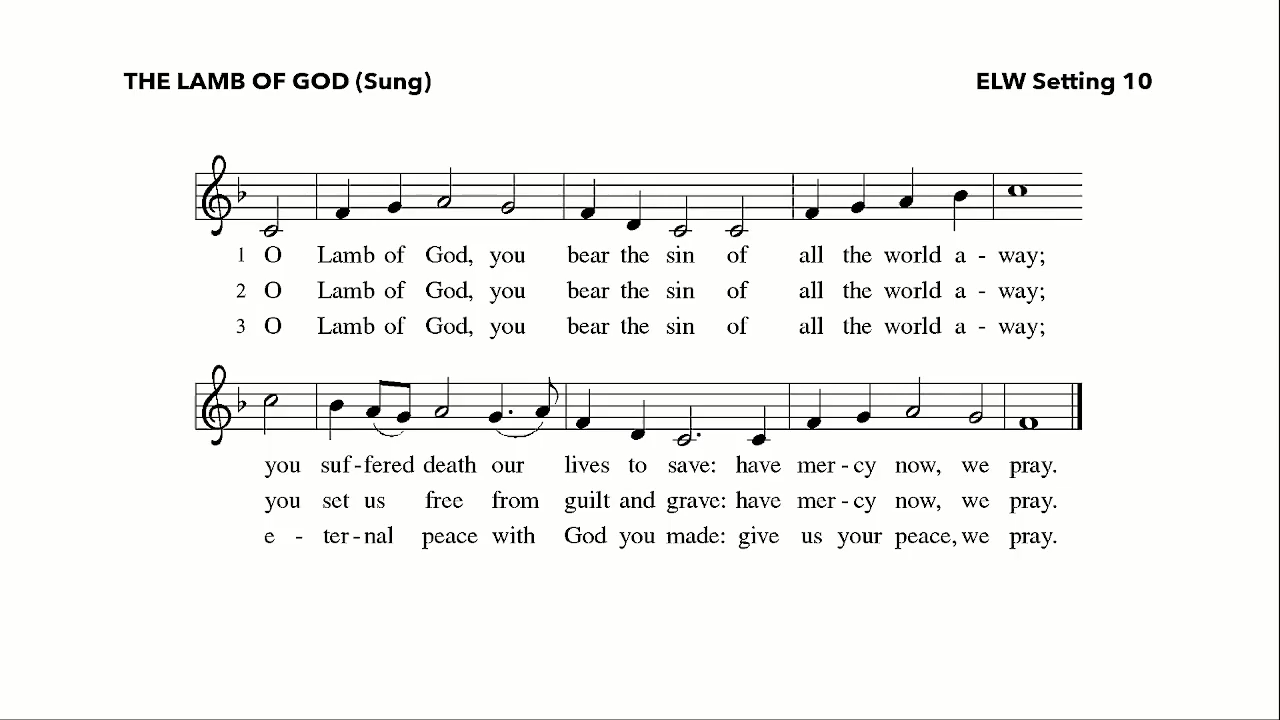 THE LAMB OF GOD (Sung) ELW Setting 10
1 O Lamb of God, you bear the sin of all the world a - way;
2 O Lamb of God, you bear the sin of all the world a - way;
3 O Lamb of God, you bear the sin of all the world a - way;
you suf - fered death our lives to save: have mer - cy now, we pray.
you set us free from guilt and grave: have mer - cy now, we pray.
e - ter - nal peace with God you made: give us your peace, we pray.